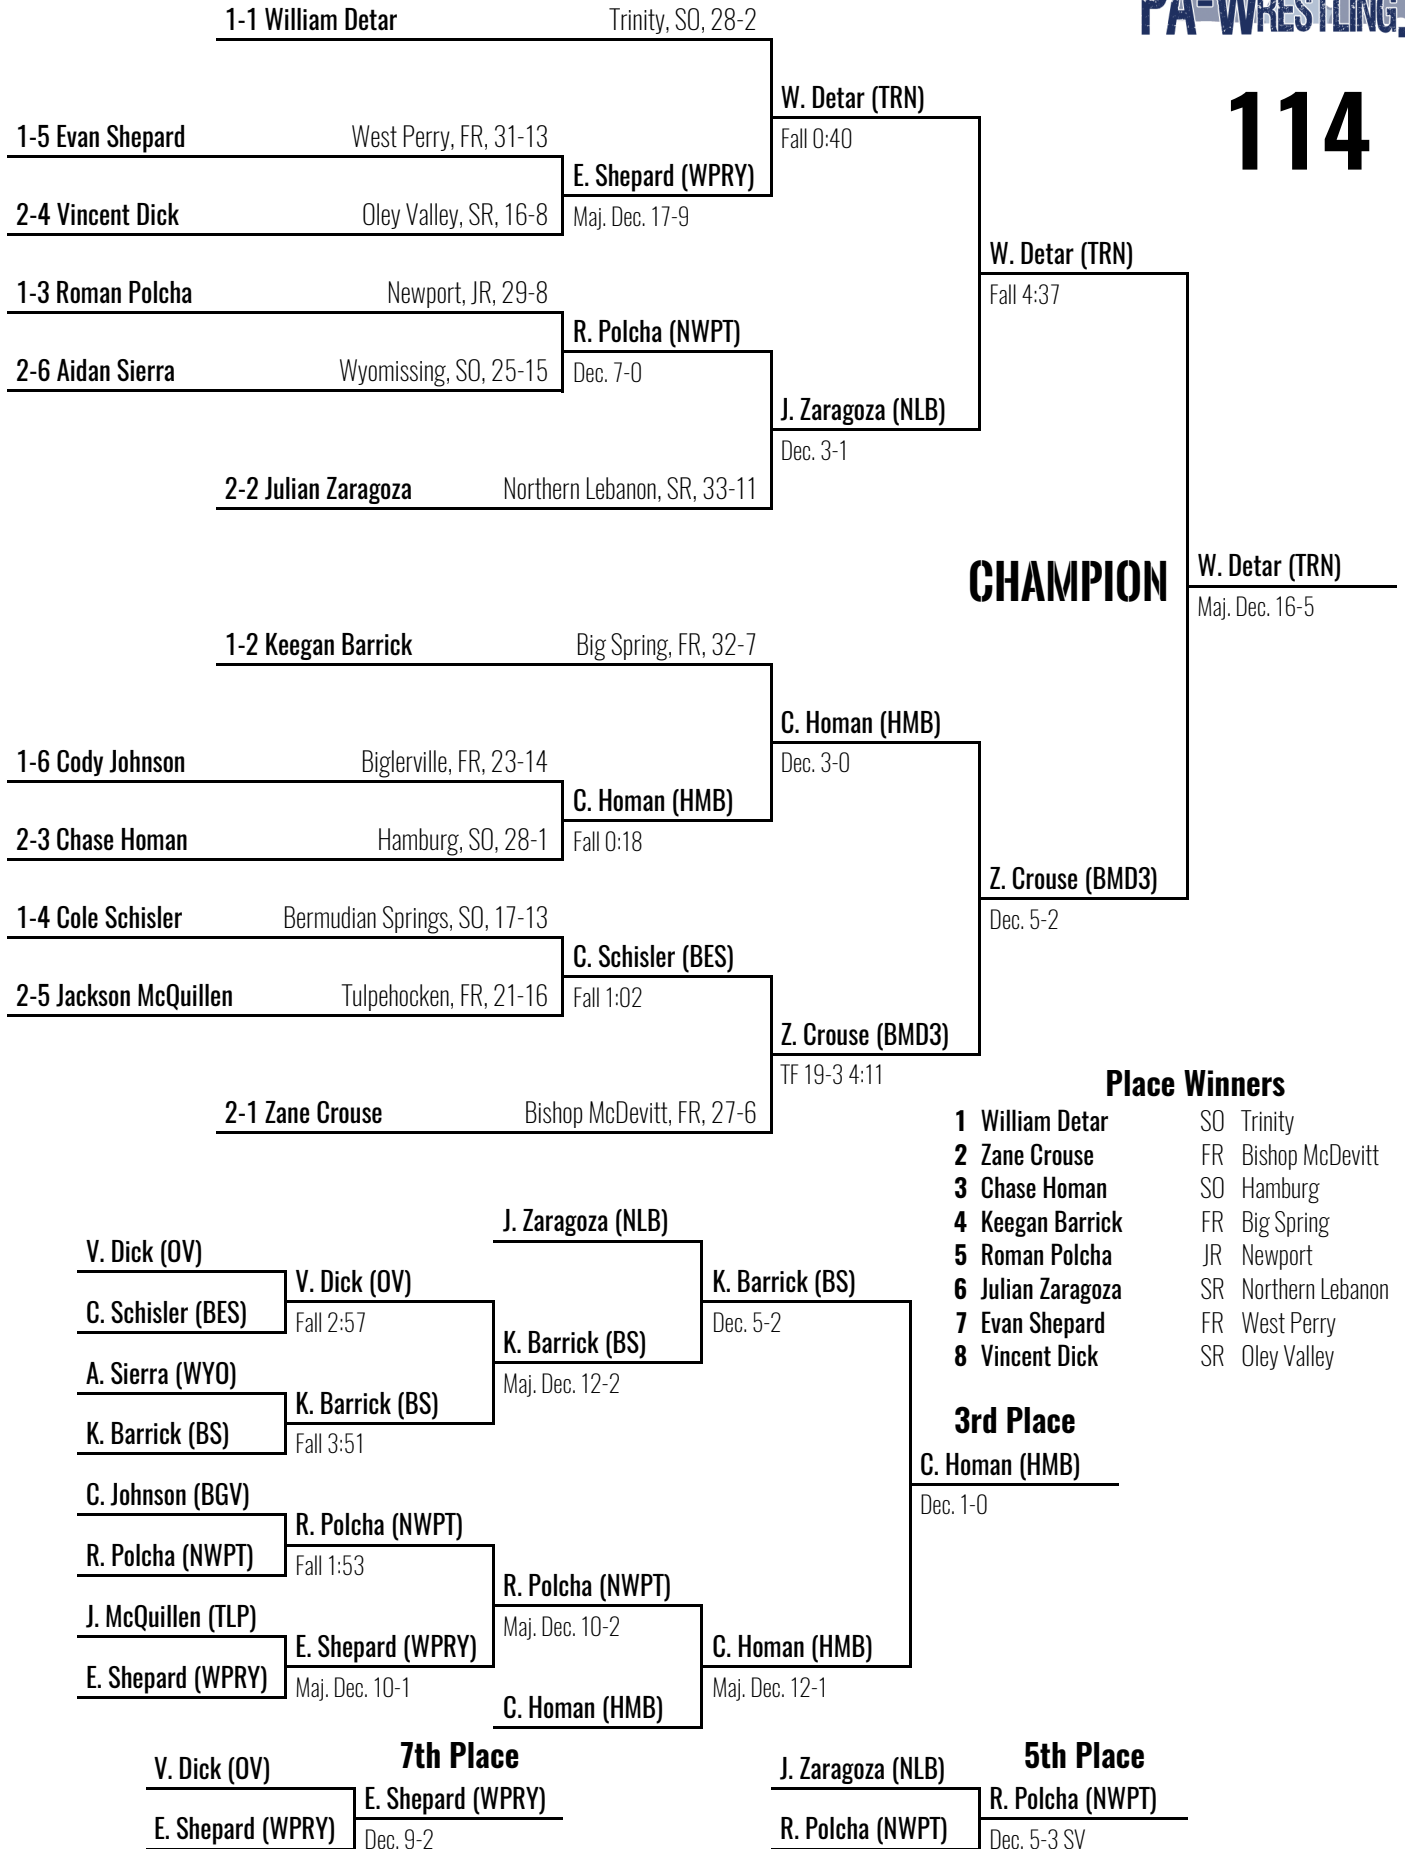 PA-WRESTLING.
114
1-1 William Detar Trinity, SO, 28-2
W. Detar (TRN)
Fall 0:40
1-5 Evan Shepard West Perry, FR, 31-13
E. Shepard (WPRY)
Maj. Dec. 17-9
2-4 Vincent Dick Oley Valley, SR, 16-8
W. Detar (TRN)
Fall 4:37
1-3 Roman Polcha Newport, JR, 29-8
R. Polcha (NWPT)
Dec. 7-0
2-6 Aidan Sierra Wyomissing, SO, 25-15
J. Zaragoza (NLB)
Dec. 3-1
2-2 Julian Zaragoza Northern Lebanon, SR, 33-11
CHAMPION
W. Detar (TRN)
Maj. Dec. 16-5
1-2 Keegan Barrick Big Spring, FR, 32-7
C. Homan (HMB)
Dec. 3-0
1-6 Cody Johnson Biglerville, FR, 23-14
C. Homan (HMB)
Fall 0:18
2-3 Chase Homan Hamburg, SO, 28-1
Z. Crouse (BMD3)
Dec. 5-2
1-4 Cole Schisler Bermudian Springs, SO, 17-13
C. Schisler (BES)
Fall 1:02
2-5 Jackson McQuillen Tulpehocken, FR, 21-16
Z. Crouse (BMD3)
TF 19-3 4:11
2-1 Zane Crouse Bishop McDevitt, FR, 27-6
Place Winners
1 William Detar SO Trinity
2 Zane Crouse FR Bishop McDevitt
3 Chase Homan SO Hamburg
4 Keegan Barrick FR Big Spring
5 Roman Polcha JR Newport
6 Julian Zaragoza SR Northern Lebanon
7 Evan Shepard FR West Perry
8 Vincent Dick SR Oley Valley
J. Zaragoza (NLB)
V. Dick (OV)
V. Dick (OV)
Fall 2:57
C. Schisler (BES)
K. Barrick (BS)
Dec. 5-2
K. Barrick (BS)
Maj. Dec. 12-2
A. Sierra (WYO)
K. Barrick (BS)
Fall 3:51
K. Barrick (BS)
3rd Place
C. Homan (HMB)
Dec. 1-0
C. Johnson (BGV)
R. Polcha (NWPT)
Fall 1:53
R. Polcha (NWPT)
R. Polcha (NWPT)
Maj. Dec. 10-2
J. McQuillen (TLP)
E. Shepard (WPRY)
Maj. Dec. 10-1
E. Shepard (WPRY)
C. Homan (HMB)
Maj. Dec. 12-1
C. Homan (HMB)
7th Place
V. Dick (OV)
E. Shepard (WPRY)
E. Shepard (WPRY)
Dec. 9-2
5th Place
J. Zaragoza (NLB)
R. Polcha (NWPT)
R. Polcha (NWPT)
Dec. 5-3 SV